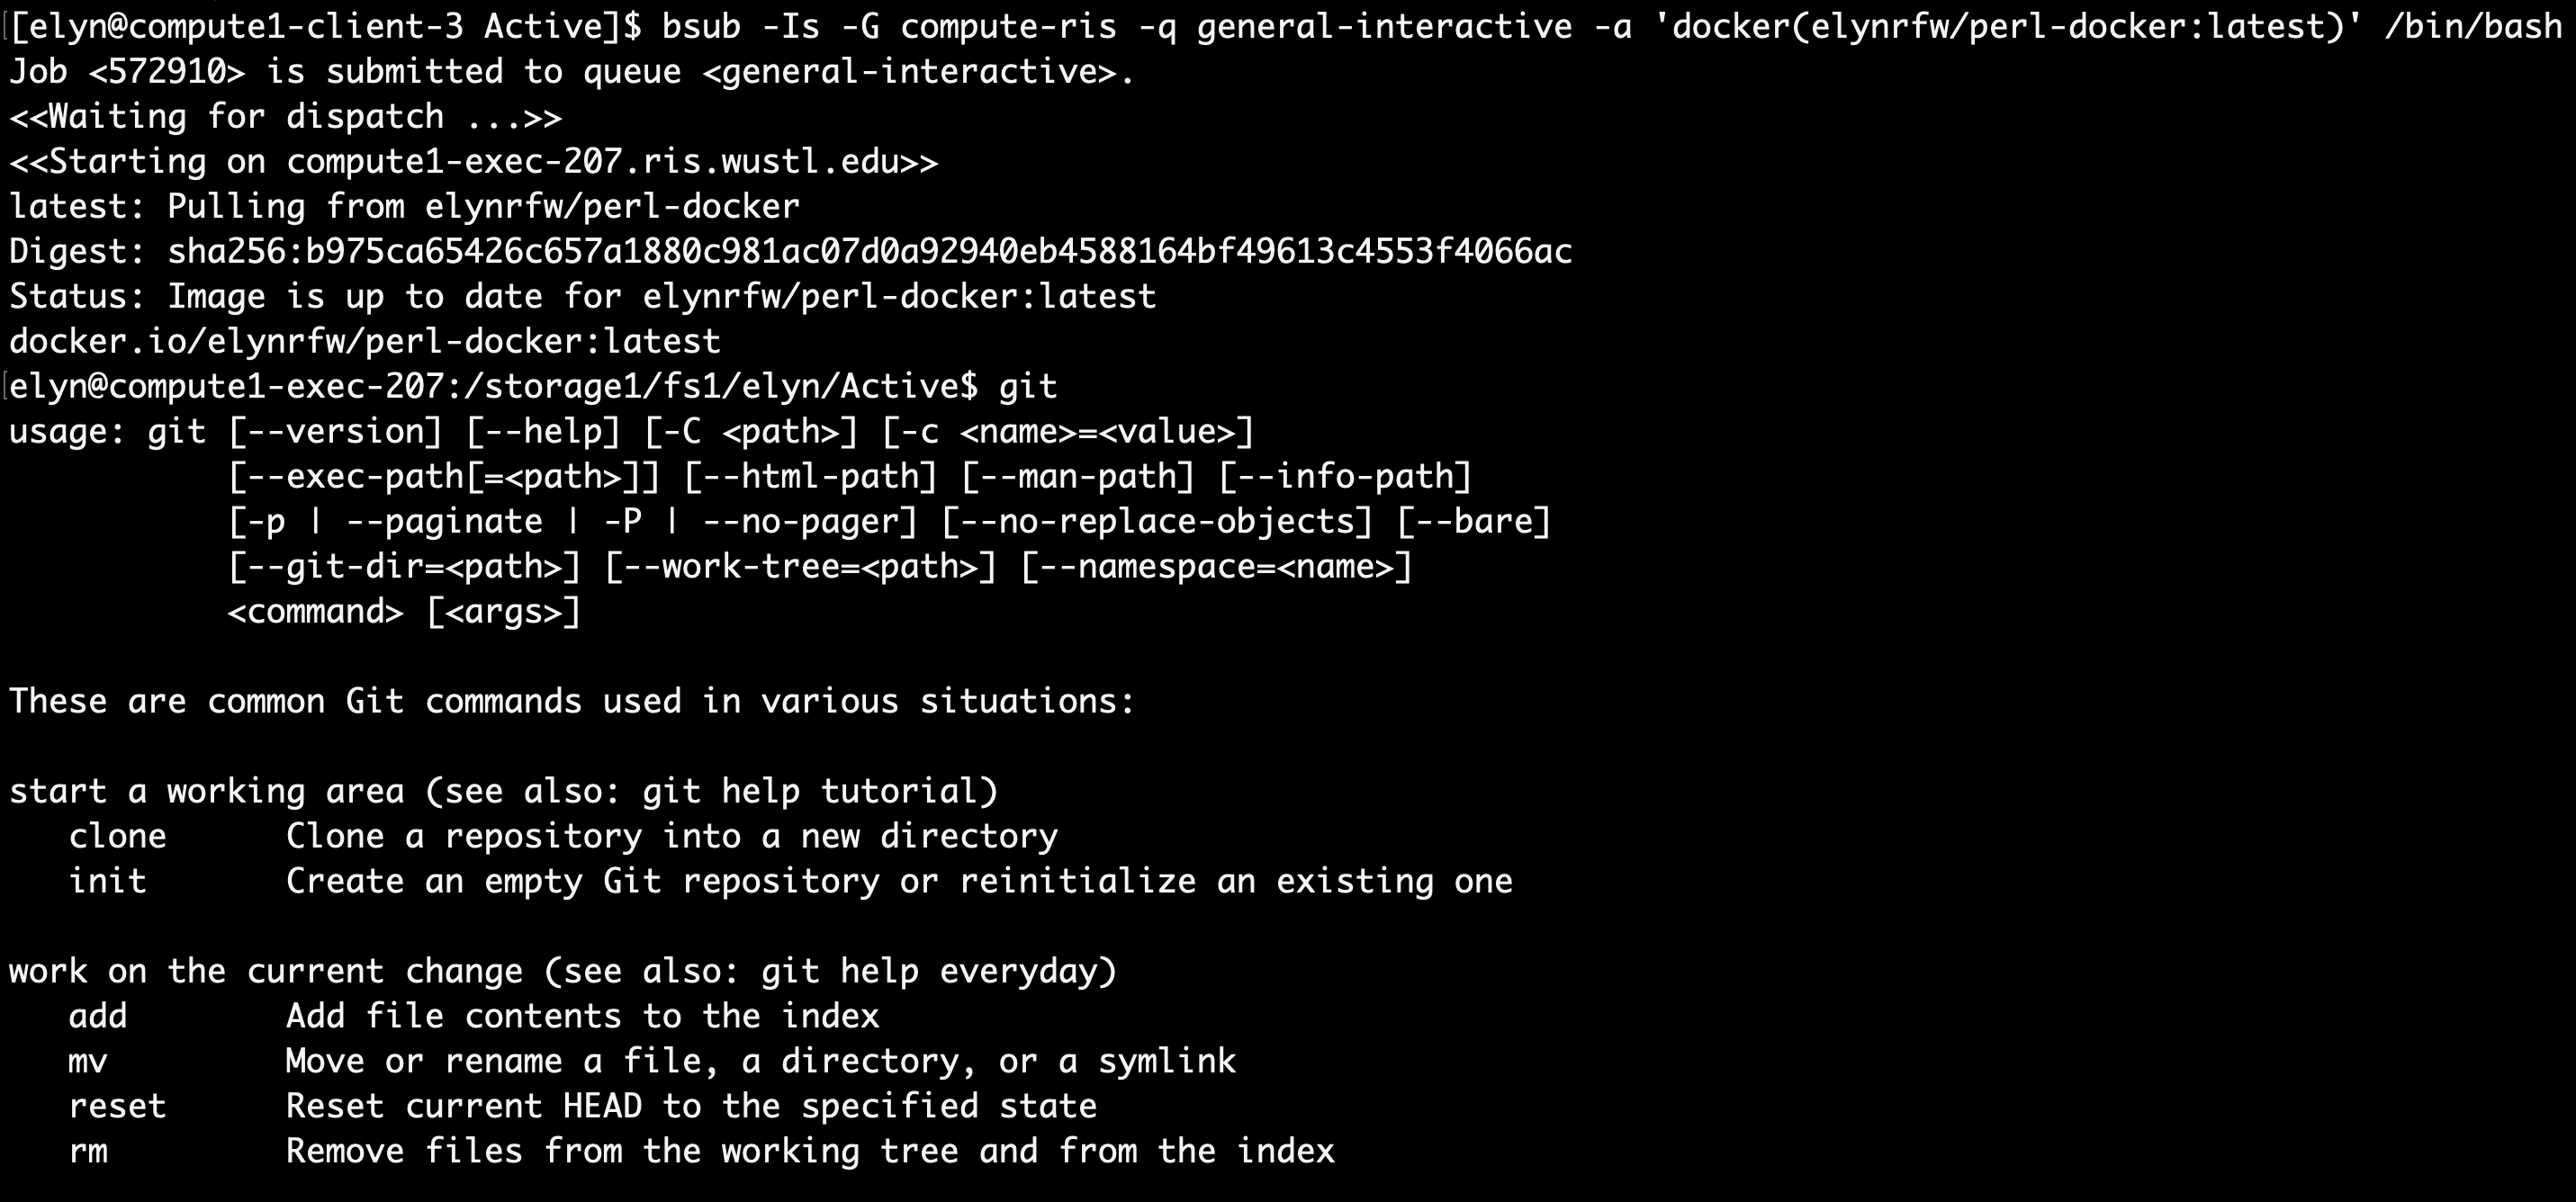 [elyn@compute1-client-3 Active]$ bsub -Is -G compute-ris -q general-interactive -a 'docker(elynrfw/perl-docker:latest)' /bin/bash
Job <572910> is submitted to queue <general-interactive>.
<<Waiting for dispatch ...>>
<<Starting on compute1-exec-207.ris.wustl.edu>>
latest: Pulling from elynrfw/perl-docker
Digest: sha256:b975ca65426c657a1880c981ac07d0a92940eb4588164bf49613c4553f4066ac
Status: Image is up to date for elynrfw/perl-docker:latest
docker.io/elynrfw/perl-docker:latest
elyn@compute1-exec-207:/storage1/fs1/elyn/Active$ git
usage: git [--version] [--help] [-C <path>] [-c <name>=<value>]
           [--exec-path[=<path>]] [--html-path] [--man-path] [--info-path]
           [-p | --paginate | -P | --no-pager] [--no-replace-objects] [--bare]
           [--git-dir=<path>] [--work-tree=<path>] [--namespace=<name>]
           <command> [<args>]

These are common Git commands used in various situations:

start a working area (see also: git help tutorial)
   clone      Clone a repository into a new directory
   init       Create an empty Git repository or reinitialize an existing one

work on the current change (see also: git help everyday)
   add        Add file contents to the index
   mv         Move or rename a file, a directory, or a symlink
   reset      Reset current HEAD to the specified state
   rm         Remove files from the working tree and from the index